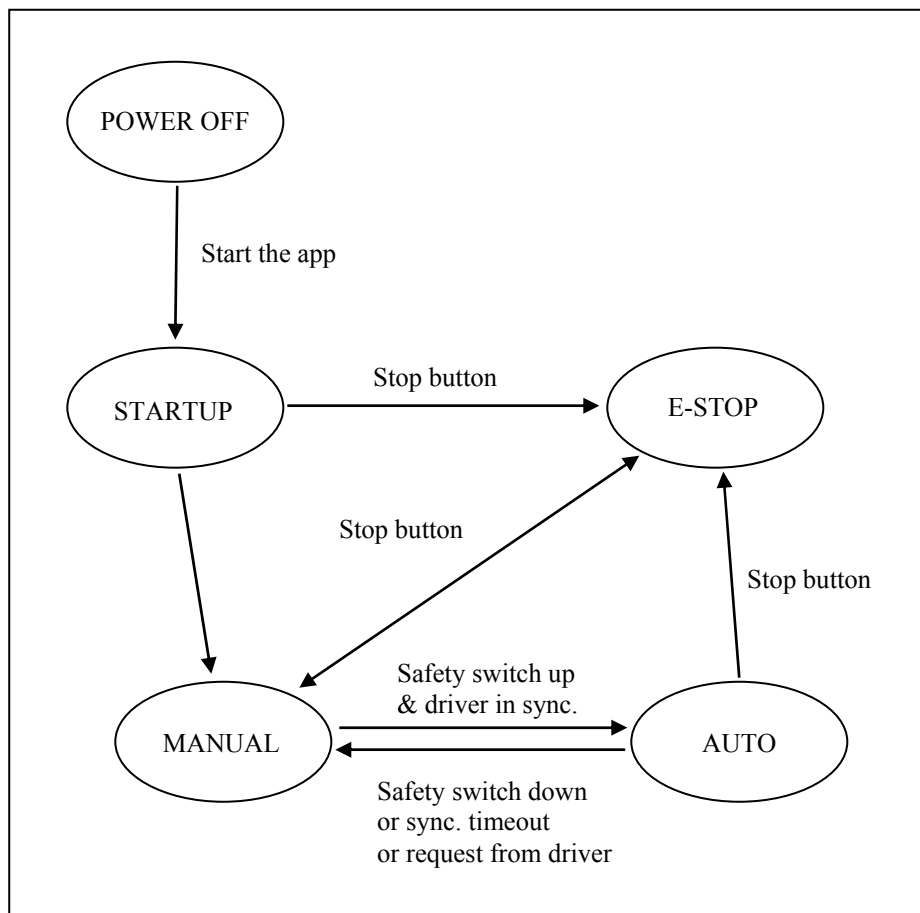 POWER OFF
Start the app
Stop button
STARTUP
E-STOP
Stop button
Stop button
Safety switch up
& driver in sync.
MANUAL
AUTO
Safety switch down
or sync. timeout
or request from driver